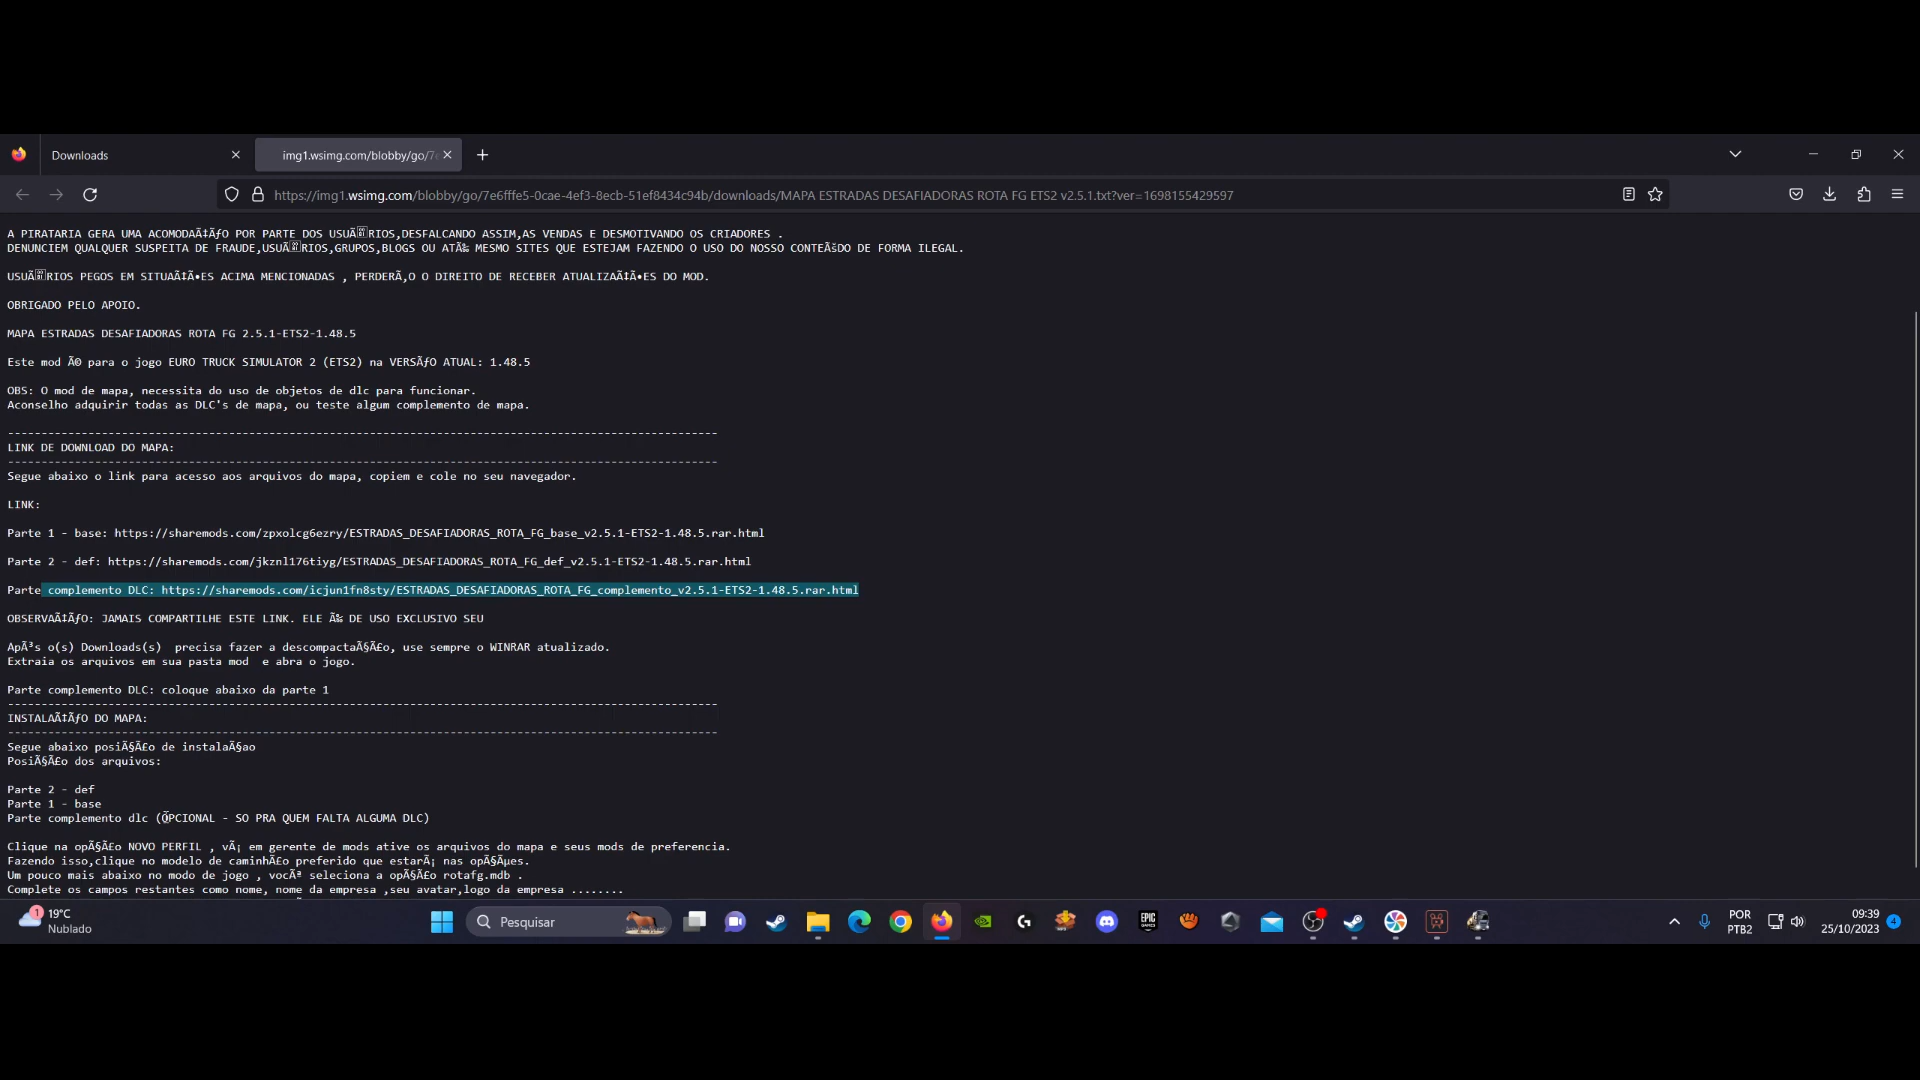 Downloads
img1.wsimg.com/blobby/go/7e
https://img1.wsimg.com/blobby/go/7e6fffe5-0cae-4ef3-8ecb-51ef8434c94b/downloads/MAPA ESTRADAS DESAFIADORAS ROTA FG ETS2 v2.5.1.txt?ver=1698155429597
A PIRATARIA GERA UMA ACOMODAÃ‡ÃƒO POR PARTE DOS USUÃRIOS,DESFALCANDO ASSIM,AS VENDAS E DESMOTIVANDO OS CRIADORES .
DENUNCIEM QUALQUER SUSPEITA DE FRAUDE,USUÃRIOS,GRUPOS,BLOGS OU ATÃ‰ MESMO SITES QUE ESTEJAM FAZENDO O USO DO NOSSO CONTEÃšDO DE FORMA ILEGAL.
USUÃRIOS PEGOS EM SITUAÃ‡Ã•ES ACIMA MENCIONADAS , PERDERÃ,O O DIREITO DE RECEBER ATUALIZAÃ‡Ã•ES DO MOD.
OBRIGADO PELO APOIO.
MAPA ESTRADAS DESAFIADORAS ROTA FG 2.5.1-ETS2-1.48.5
Este mod Ã© para o jogo EURO TRUCK SIMULATOR 2 (ETS2) na VERSÃƒO ATUAL: 1.48.5
OBS: O mod de mapa, necessita do uso de objetos de dlc para funcionar.
Aconselho adquirir todas as DLC's de mapa, ou teste algum complemento de mapa.
----------------------------------------------------------------------------------------------------------
LINK DE DOWNLOAD DO MAPA:
----------------------------------------------------------------------------------------------------------
Segue abaixo o link para acesso aos arquivos do mapa, copiem e cole no seu navegador.
LINK:
Parte 1 - base: https://sharemods.com/zpxolcg6ezry/ESTRADAS_DESAFIADORAS_ROTA_FG_base_v2.5.1-ETS2-1.48.5.rar.html
Parte 2 - def: https://sharemods.com/jkznl176tiyg/ESTRADAS_DESAFIADORAS_ROTA_FG_def_v2.5.1-ETS2-1.48.5.rar.html
Parte complemento DLC: https://sharemods.com/icjun1fn8sty/ESTRADAS_DESAFIADORAS_ROTA_FG_complemento_v2.5.1-ETS2-1.48.5.rar.html
OBSERVAÃ‡ÃƒO: JAMAIS COMPARTILHE ESTE LINK. ELE Ã‰ DE USO EXCLUSIVO SEU
ApÃ³s o(s) Downloads(s)  precisa fazer a descompactaÃ§Ã£o, use sempre o WINRAR atualizado.
Extraia os arquivos em sua pasta mod  e abra o jogo.
Parte complemento DLC: coloque abaixo da parte 1
----------------------------------------------------------------------------------------------------------
INSTALAÃ‡ÃƒO DO MAPA:
----------------------------------------------------------------------------------------------------------
Segue abaixo posiÃ§Ã£o de instalaÃ§ao
PosiÃ§Ã£o dos arquivos:
Parte 2 - def
Parte 1 - base
Parte complemento dlc (OPCIONAL - SO PRA QUEM FALTA ALGUMA DLC)
Clique na opÃ§Ã£o NOVO PERFIL , vÃ¡ em gerente de mods ative os arquivos do mapa e seus mods de preferencia.
Fazendo isso,clique no modelo de caminhÃ£o preferido que estarÃ¡ nas opÃ§Ãµes.
Um pouco mais abaixo no modo de jogo , vocÃª seleciona a opÃ§Ã£o rotafg.mdb .
Complete os campos restantes como nome, nome da empresa ,seu avatar,logo da empresa ........
1
19°C
Nublado
Pesquisar
EPIC GAMES
POR
PTB2
09:39
25/10/2023
4